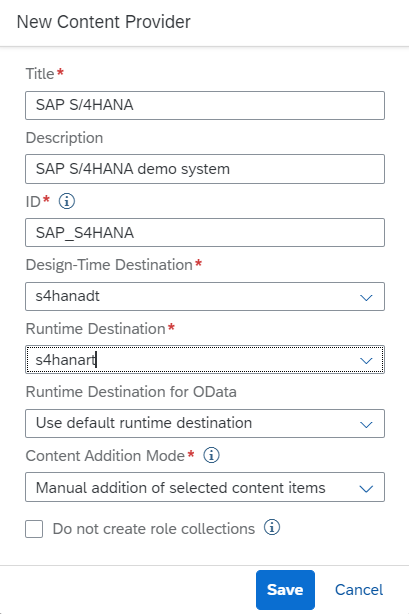 New Content Provider
Title*
SAP S/4HANA
Description
SAP S/4HANA demo system
ID*
SAP_S4HANA
Design-Time Destination*
s4hanadt
Runtime Destination*
s4hanart
Runtime Destination for OData
Use default runtime destination
Content Addition Mode*
Manual addition of selected content items
Do not create role collections
Save Cancel